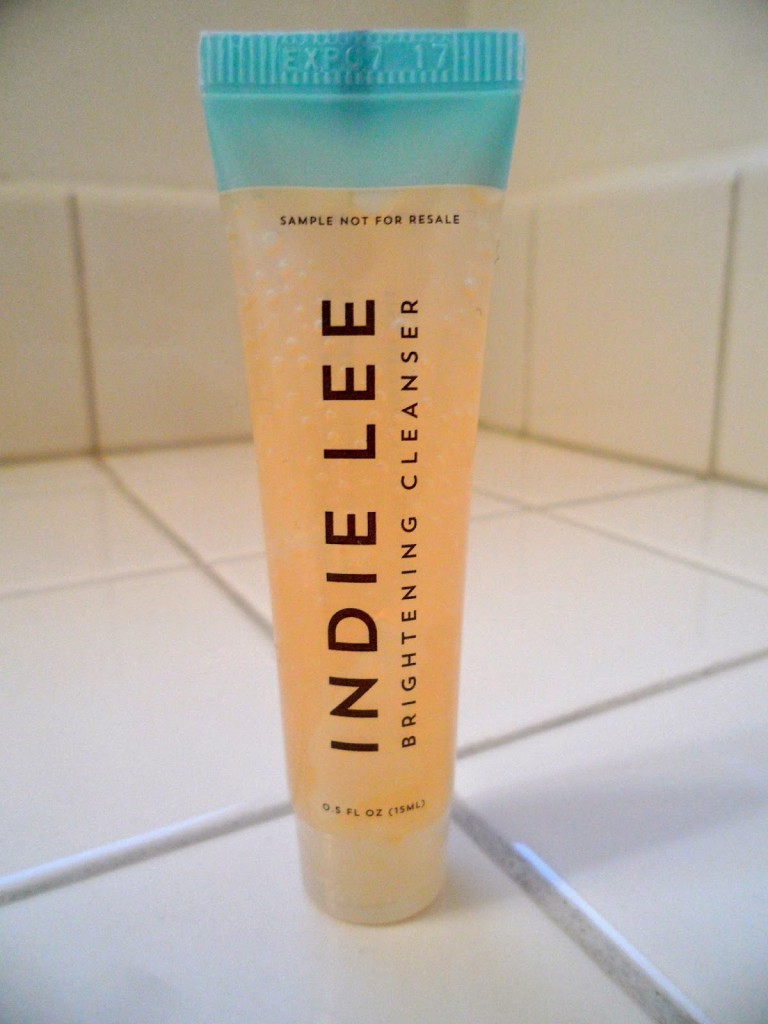 EXP07 17
SAMPLE NOT FOR RESALE
INDIE LEE
BRIGHTENING CLEANSER
0.5 FL OZ (15ML)